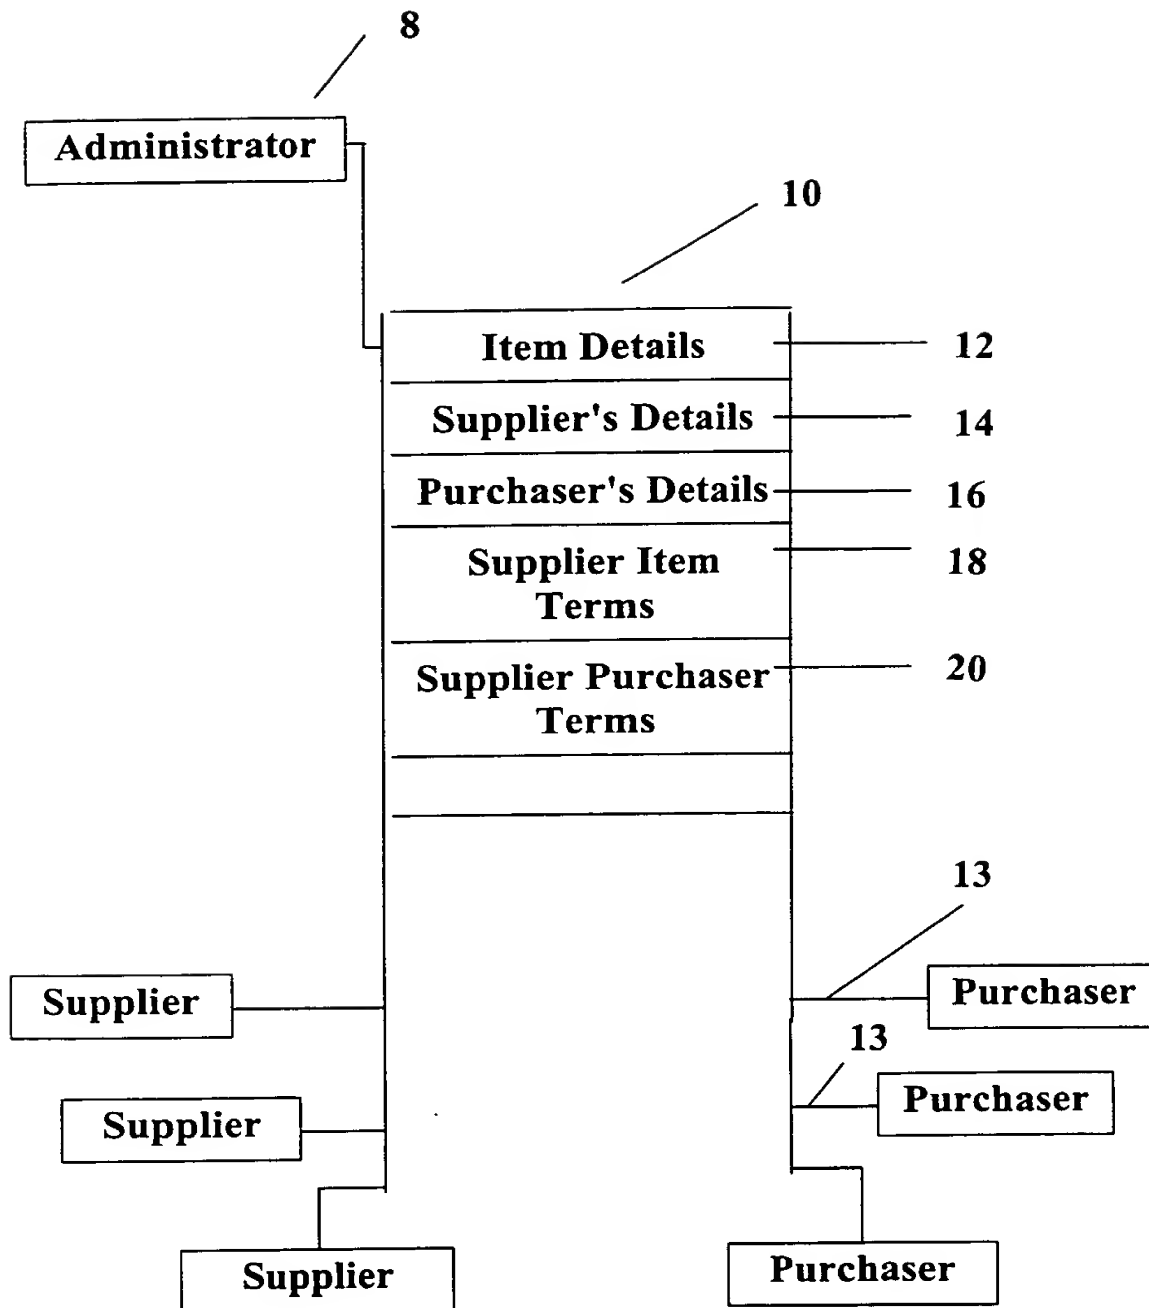 8
Administrator
10
Item Details
12
Supplier's Details
14
Purchaser's Details
16
Supplier Item
Terms
18
Supplier Purchaser
Terms
20
13
Supplier
Purchaser
13
Supplier
Purchaser
Supplier
Purchaser